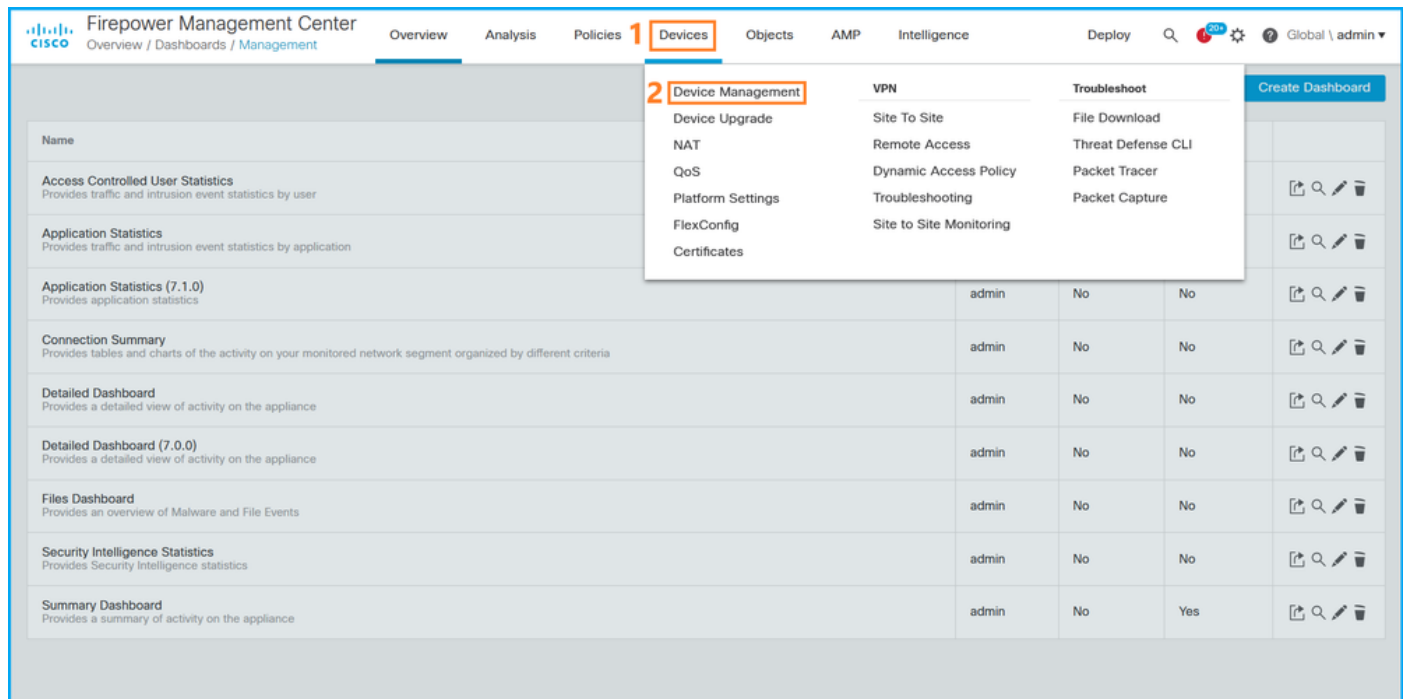 Firepower Management Center
CISCO
Overview / Dashboards / Management
Overview
Analysis
Policies
1
Devices
Objects
AMP
Intelligence
Deploy
20+
Global \ admin
2
Device Management
Device Upgrade
NAT
QoS
Platform Settings
FlexConfig
Certificates
VPN
Site To Site
Remote Access
Dynamic Access Policy
Troubleshooting
Site to Site Monitoring
Troubleshoot
File Download
Threat Defense CLI
Packet Tracer
Packet Capture
Create Dashboard
Name
Access Controlled User Statistics
Provides traffic and intrusion event statistics by user
Application Statistics
Provides traffic and intrusion event statistics by application
Application Statistics (7.1.0)
Provides application statistics
admin No No
Connection Summary
Provides tables and charts of the activity on your monitored network segment organized by different criteria
admin No No
Detailed Dashboard
Provides a detailed view of activity on the appliance
admin No No
Detailed Dashboard (7.0.0)
Provides a detailed view of activity on the appliance
admin No No
Files Dashboard
Provides an overview of Malware and File Events
admin No No
Security Intelligence Statistics
Provides Security Intelligence statistics
admin No No
Summary Dashboard
Provides a summary of activity on the appliance
admin No Yes